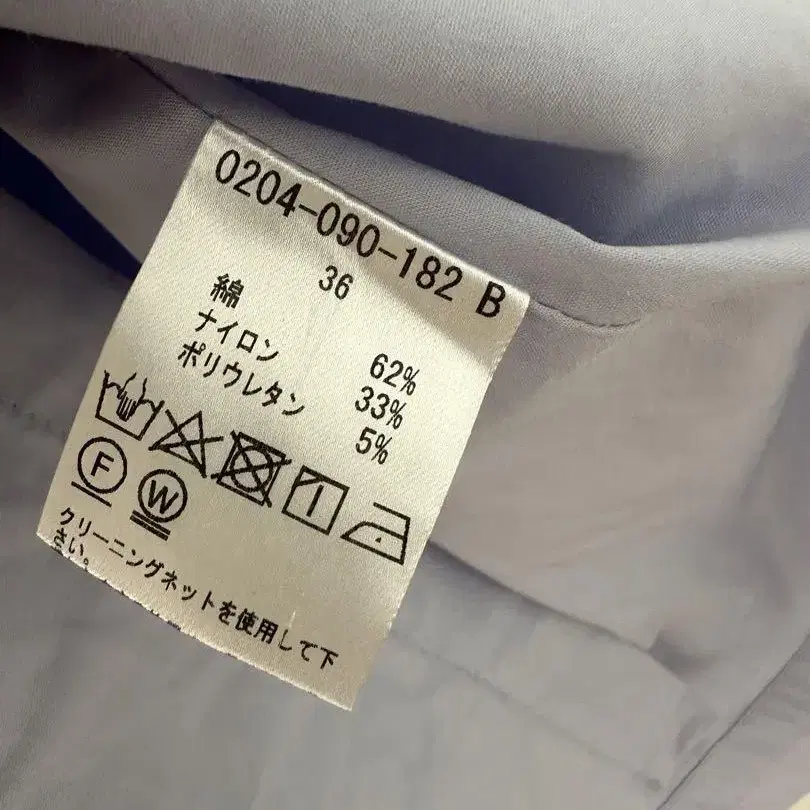 0204-090-182 B
36
綿 62%
ナイロン 33%
ポリウレタン 5%
F
W
クリーニングネットを使用して下
さい。